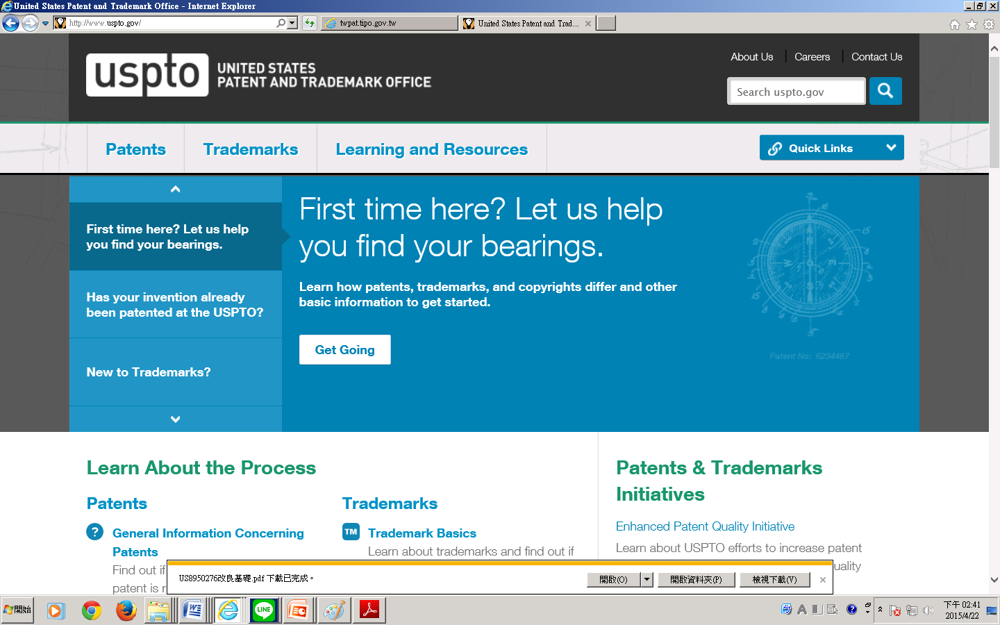 United States Patent and Trademark Office - Internet Explorer
http://www.uspto.gov/
twpat.tipo.gov.tw
United States Patent and Trad...
uspto
UNITED STATES
PATENT AND TRADEMARK OFFICE
About Us
Careers
Contact Us
Search uspto.gov
Patents
Trademarks
Learning and Resources
Quick Links
First time here? Let us help
you find your bearings.
Has your invention already
been patented at the USPTO?
New to Trademarks?
First time here? Let us help
you find your bearings.
Learn how patents, trademarks, and copyrights differ and other
basic information to get started.
Get Going
Patent No: 6234487
Learn About the Process
Patents
General Information Concerning
Patents
Find out if
patent is r
Trademarks
TM
Trademark Basics
Learn about trademarks and find out if
Patents & Trademarks
Initiatives
Enhanced Patent Quality Initiative
Learn about USPTO efforts to increase patent
uality
US8950276改良基礎.pdf 下載已完成。
開啟(O)
開啟資料夾(P)
檢視下載(V)
開始
LINE
下午 02:41
2015/4/22